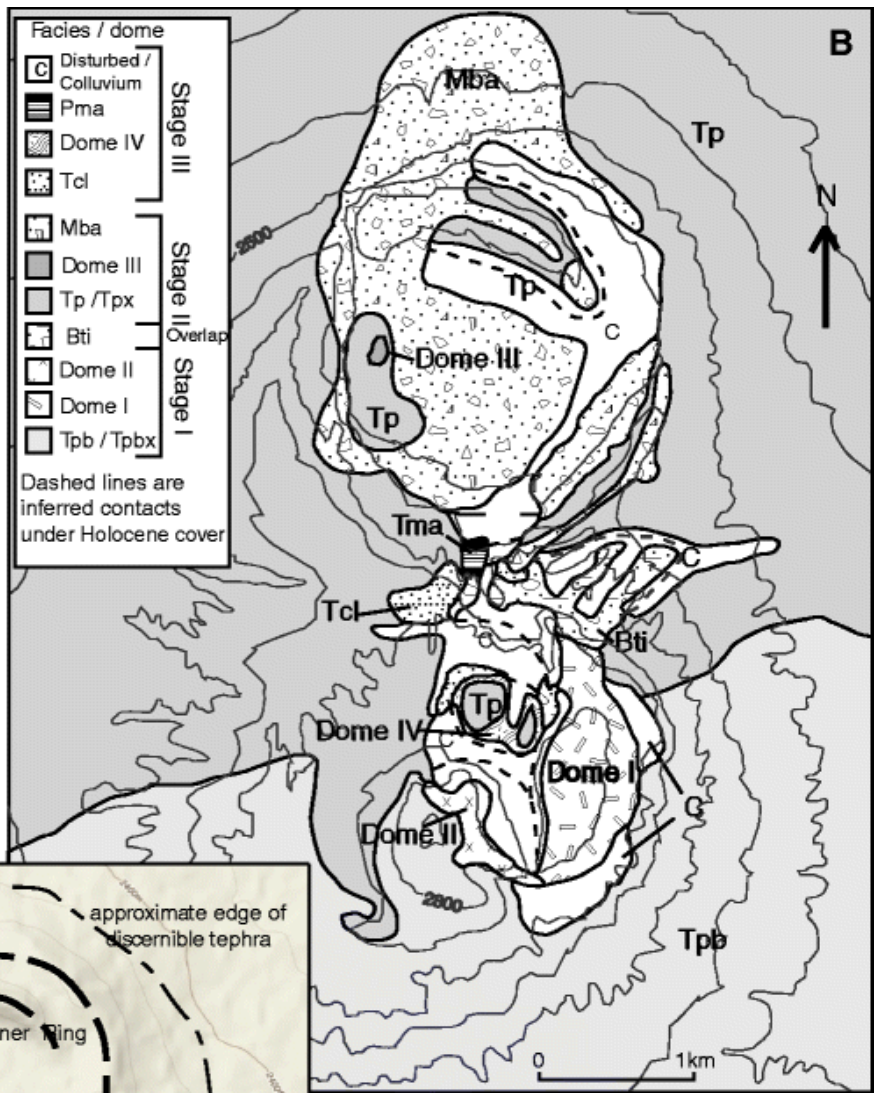 Facies / dome
C Disturbed / Colluvium
Pma
Dome IV
Tcl
Stage III
Mba
Dome III
Tp /Tpx
Stage II
Bti
Overlap
Dome II
Dome I
Tpb / Tpbx
Stage I
Dashed lines are
inferred contacts
under Holocene cover
B
Mba
Tp
N
2600
Tp
C
Dome III
Tp
Tma
C
Tcl
Bti
C
Tp
Dome IV
C
Dome I
C
Dome II
2800
Tpb
approximate edge of
discernible tephra
ner Ring
2400
0 1km